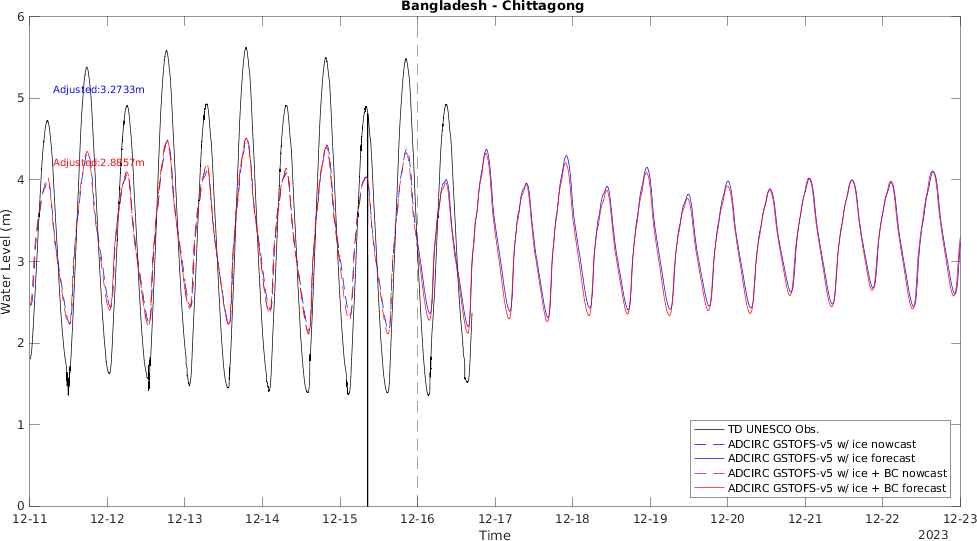 Bangladesh - Chittagong
6
5
4
3
2
1
0
Water Level (m)
Adjusted:3.2733m
Adjusted:2.8857m
TD UNESCO Obs.
ADCIRC GSTOFS-v5 w/ ice nowcast
ADCIRC GSTOFS-v5 w/ ice forecast
ADCIRC GSTOFS-v5 w/ ice + BC nowcast
ADCIRC GSTOFS-v5 w/ ice + BC forecast
12-11 12-12 12-13 12-14 12-15 12-16 12-17 12-18 12-19 12-20 12-21 12-22 12-23
Time
2023